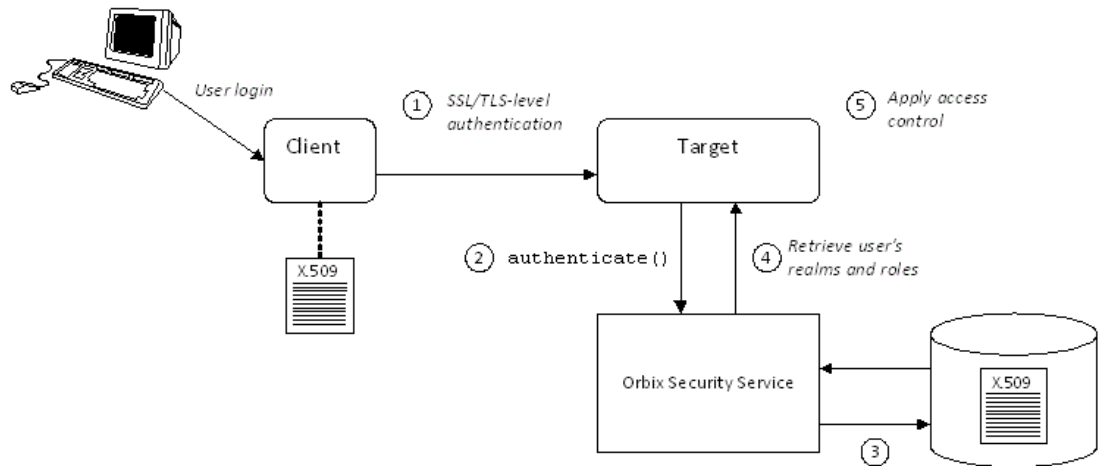 User login
1
SSL/TLS-level
authentication
5
Apply access
control
Client
Target
X.509
2
authenticate()
4
Retrieve user's
realms and roles
Orbix Security Service
X.509
3